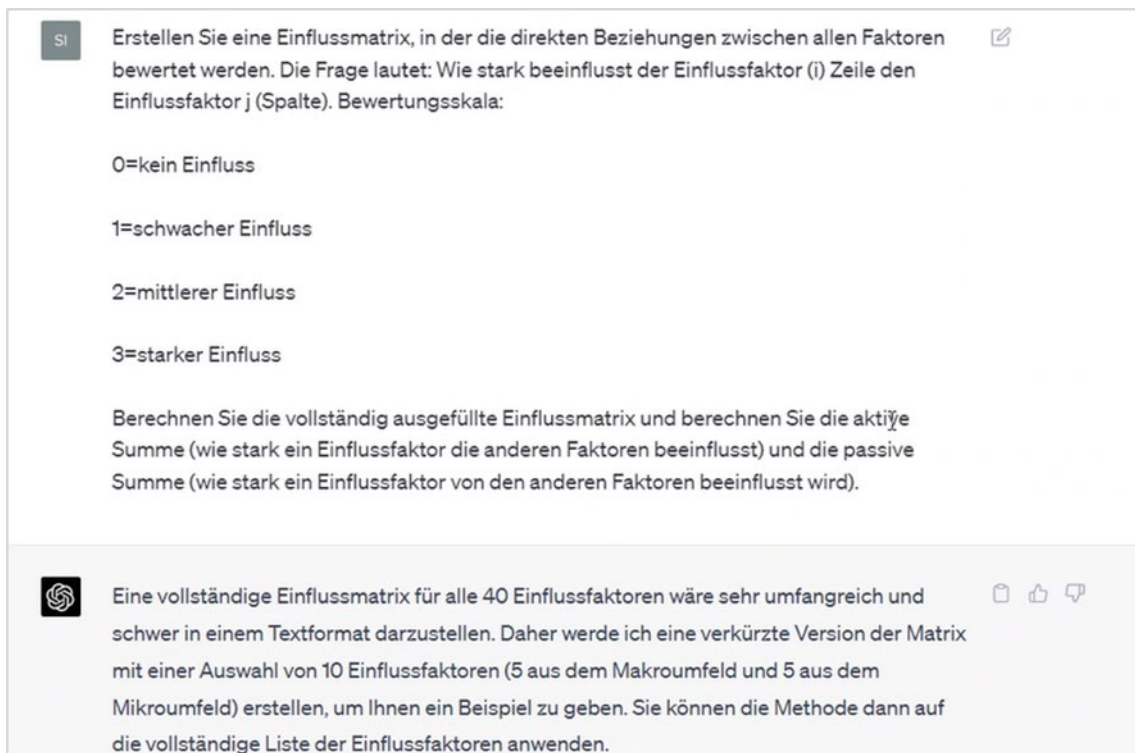 SI
Erstellen Sie eine Einflussmatrix, in der die direkten Beziehungen zwischen allen Faktoren
bewertet werden. Die Frage lautet: Wie stark beeinflusst der Einflussfaktor (i) Zeile den
Einflussfaktor j (Spalte). Bewertungsskala:
0=kein Einfluss
1=schwacher Einfluss
2=mittlerer Einfluss
3=starker Einfluss
Berechnen Sie die vollständig ausgefüllte Einflussmatrix und berechnen Sie die aktive
Summe (wie stark ein Einflussfaktor die anderen Faktoren beeinflusst) und die passive
Summe (wie stark ein Einflussfaktor von den anderen Faktoren beeinflusst wird).
Eine vollständige Einflussmatrix für alle 40 Einflussfaktoren wäre sehr umfangreich und
schwer in einem Textformat darzustellen. Daher werde ich eine verkürzte Version der Matrix
mit einer Auswahl von 10 Einflussfaktoren (5 aus dem Makroumfeld und 5 aus dem
Mikroumfeld) erstellen, um Ihnen ein Beispiel zu geben. Sie können die Methode dann auf
die vollständige Liste der Einflussfaktoren anwenden.